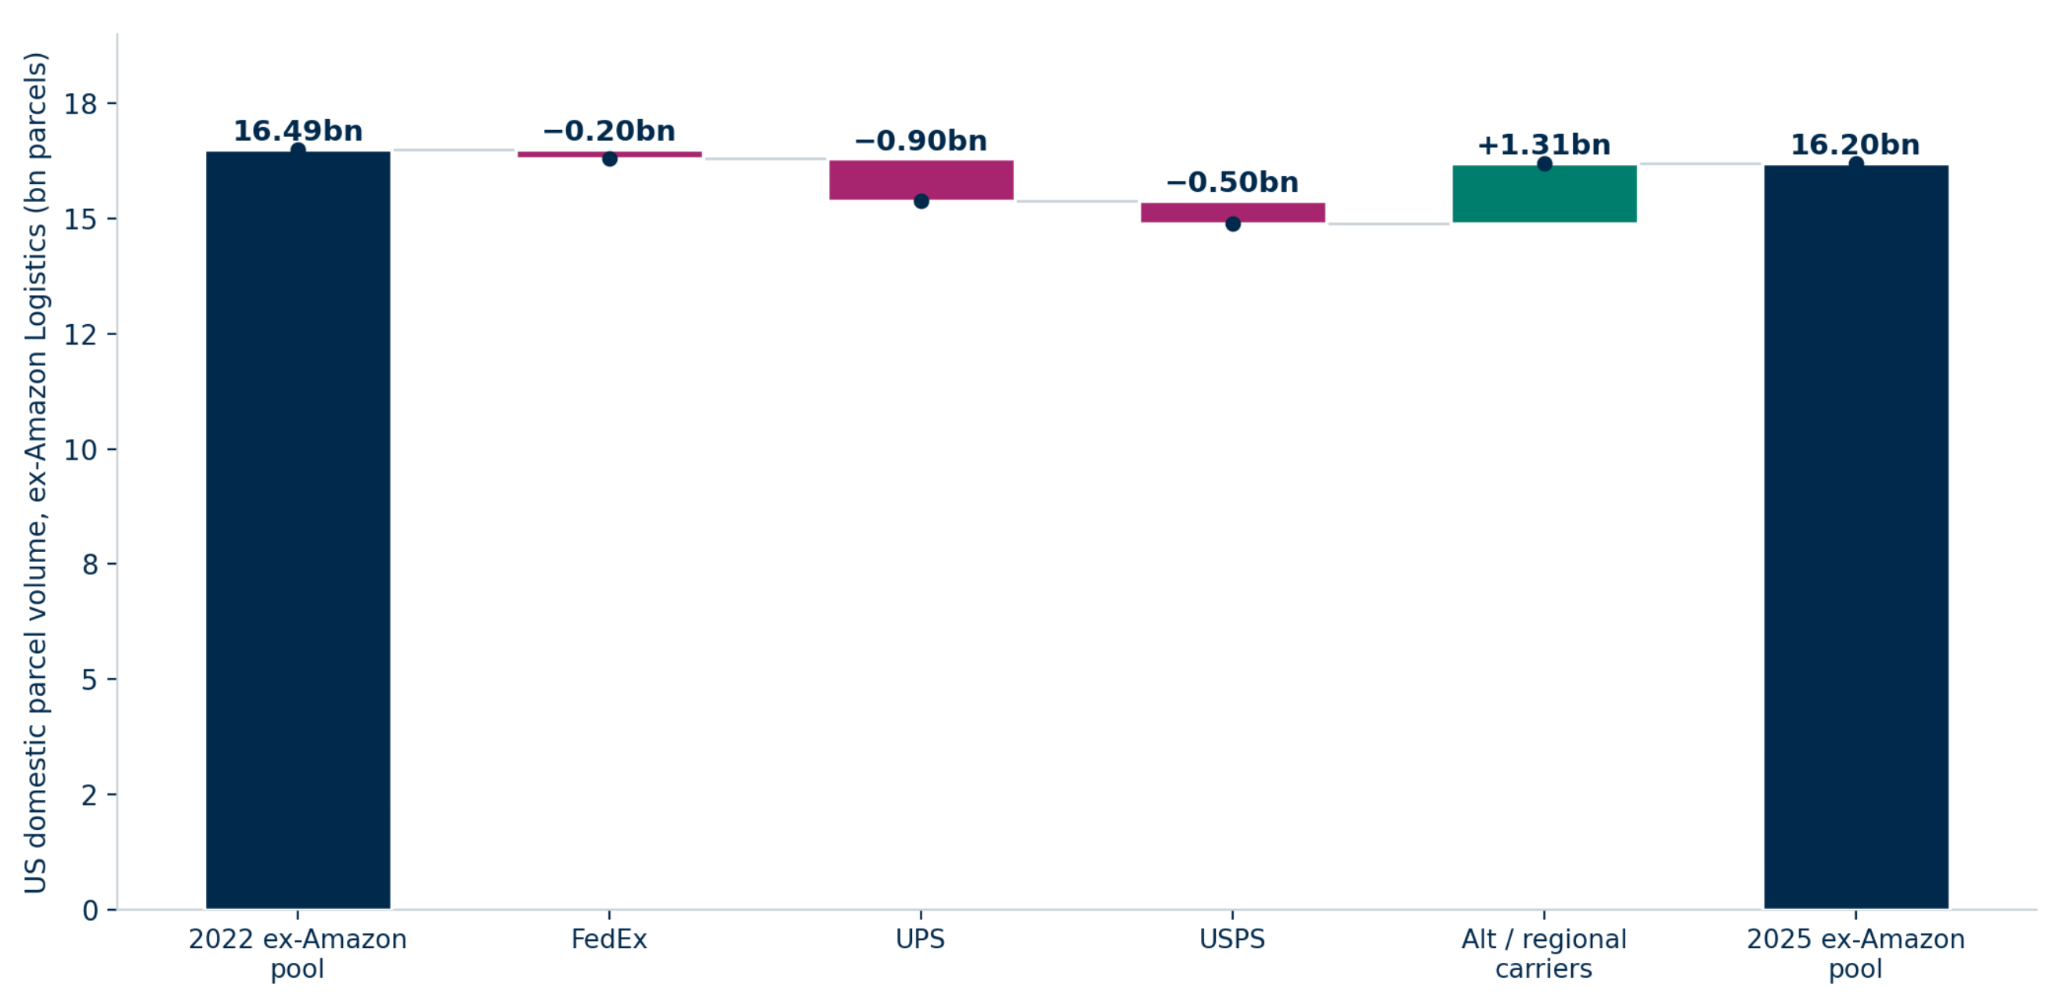 US domestic parcel volume, ex-Amazon Logistics (bn parcels)
18
15
12
10
8
5
2
0
16.49bn
−0.20bn
−0.90bn
−0.50bn
+1.31bn
16.20bn
2022 ex-Amazon
pool
FedEx
UPS
USPS
Alt / regional
carriers
2025 ex-Amazon
pool